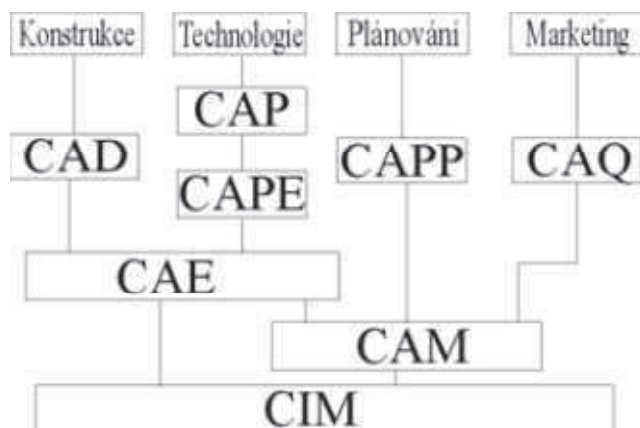 Konstrukce Technologie Plánování Marketing
CAP
CAD CAPP CAQ
CAPE
CAE
CAM
CIM